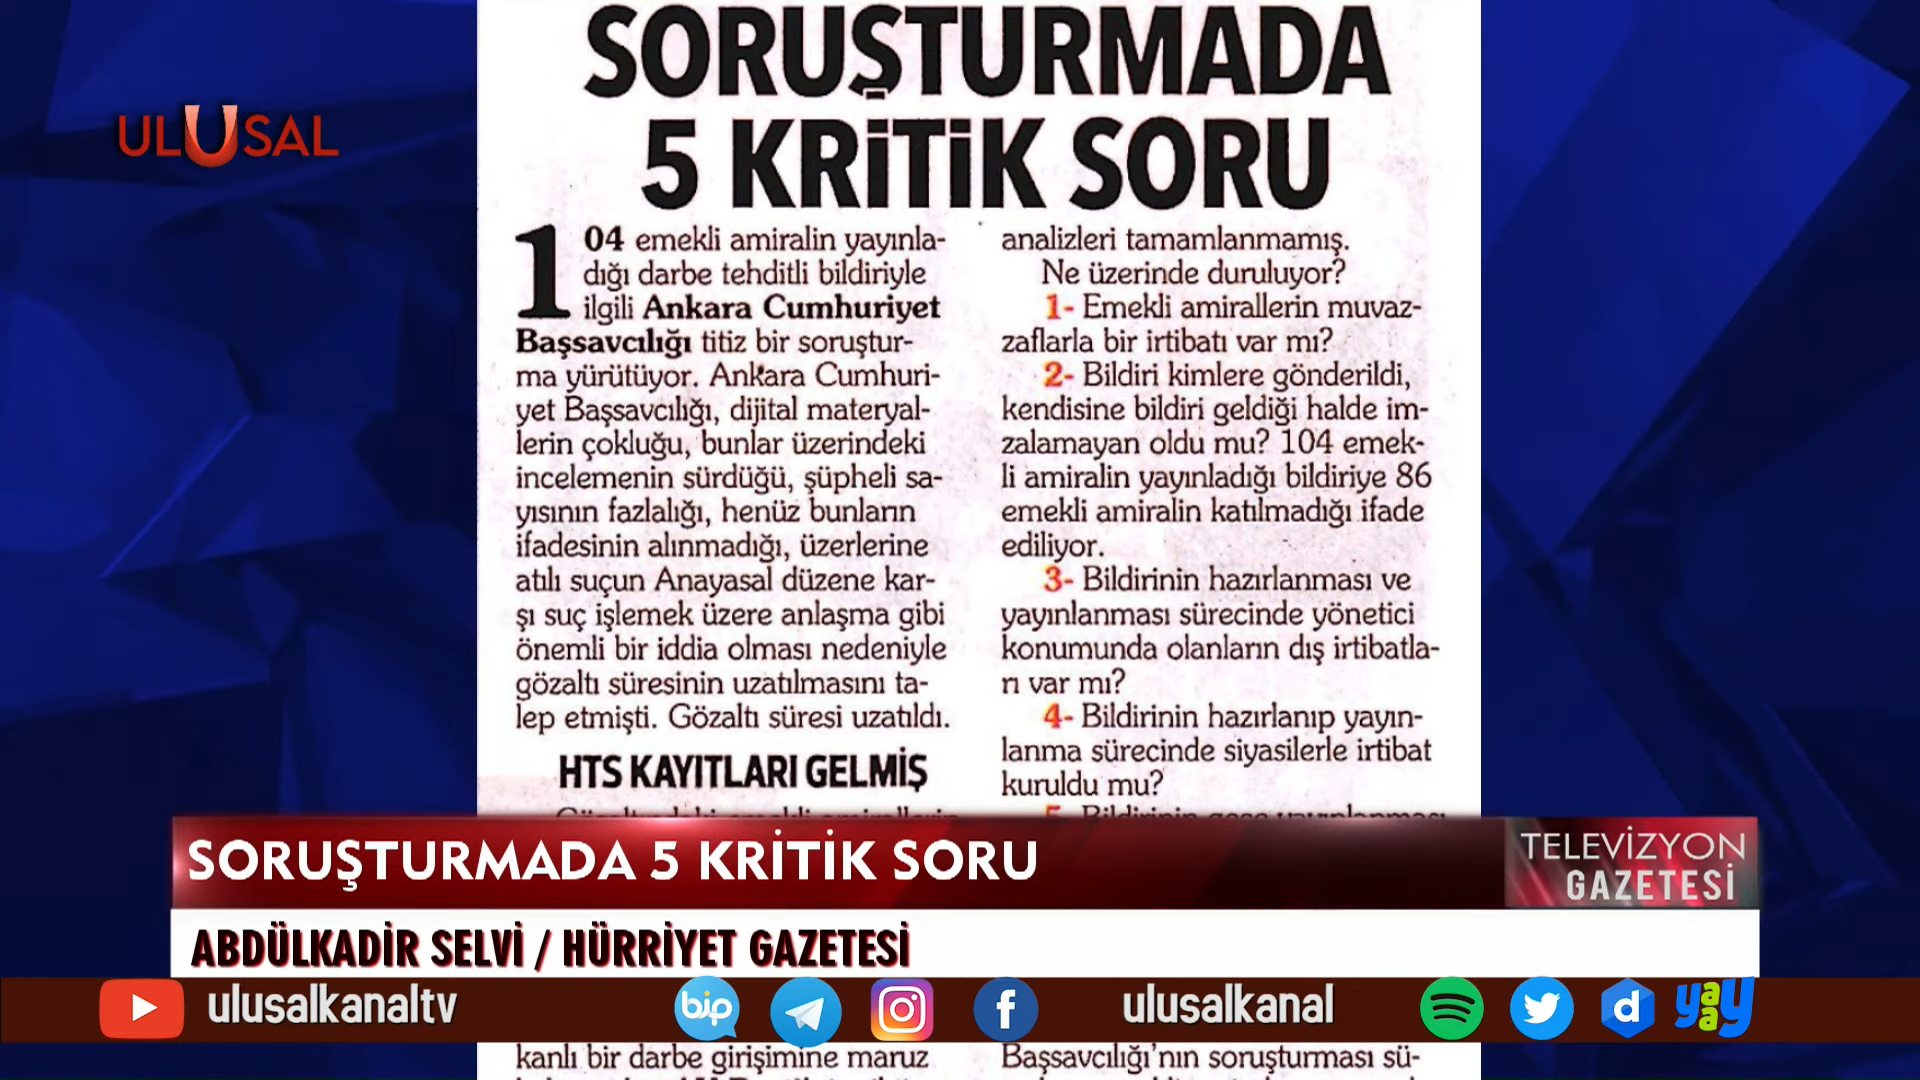 SORUŞTURMADA
5 KRİTİK SORU
ULUSAL
104 emekli amiralin yayınla-
dığı darbe tehditli bildiriyle
ilgili Ankara Cumhuriyet
Başsavcılığı titiz bir soruştur-
ma yürütüyor. Ankara Cumhuri-
yet Başsavcılığı, dijital materyal-
lerin çokluğu, bunlar üzerindeki
incelemenin sürdüğü, şüpheli sa-
yısının fazlalığı, henüz bunların
ifadesinin alınmadığı, üzerlerine
atılı suçun Anayasal düzene kar-
şı suç işlemek üzere anlaşma gibi
önemli bir iddia olması nedeniyle
gözaltı süresinin uzatılmasını ta-
lep etmişti. Gözaltı süresi uzatıldı.
HTS KAYITLARI GELMİŞ
analizleri tamamlanmamış.
Ne üzerinde duruluyor?
1- Emekli amirallerin muvaz-
zaflarla bir irtibatı var mı?
2- Bildiri kimlere gönderildi,
kendisine bildiri geldiği halde im-
zalamayan oldu mu? 104 emek-
li amiralin yayınladığı bildiriye 86
emekli amiralin katılmadığı ifade
ediliyor.
3- Bildirinin hazırlanması ve
yayınlanması sürecinde yönetici
konumunda olanların dış irtibatla-
rı var mı?
4- Bildirinin hazırlanıp yayın-
lanma sürecinde siyasilerle irtibat
kuruldu mu?
5- Bildirinin gece yayınlanması
SORUŞTURMADA 5 KRİTİK SORU
TELEVİZYON
GAZETESİ
ABDÜLKADİR SELVİ / HÜRRİYET GAZETESİ
ulusalkanaltv
bip
ulusalkanal
d
yaay
kanlı bir darbe girişimine maruz
Başsavcılığı'nın soruşturması sü-